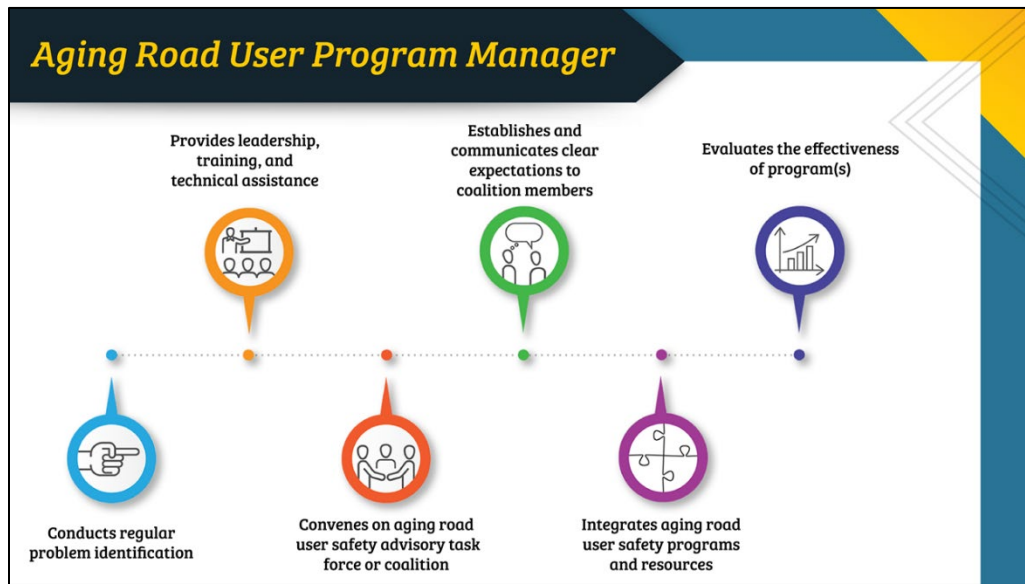 Aging Road User Program Manager
Provides leadership,
training, and
technical assistance
Establishes and
communicates clear
expectations to
coalition members
Evaluates the effectiveness
of program(s)
Conducts regular
problem identification
Convenes on aging road
user safety advisory task
force or coalition
Integrates aging road
user safety programs
and resources